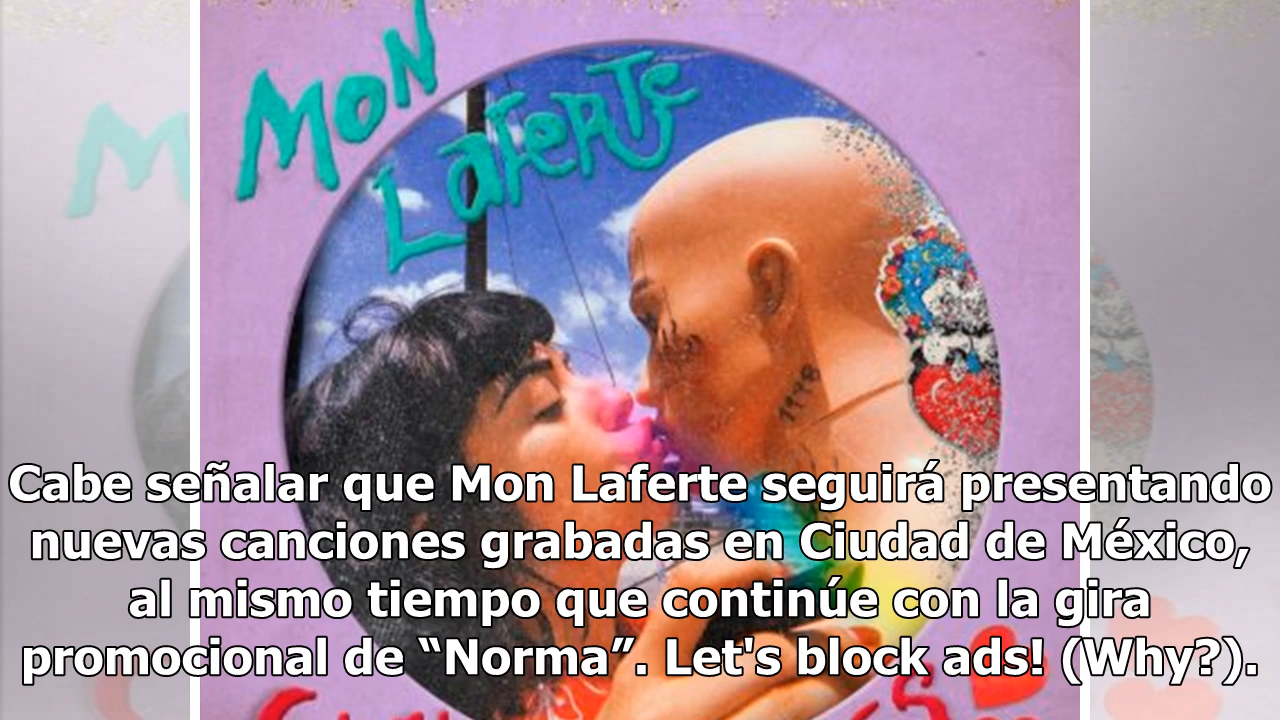 MoN
LaFeRTe
Cabe señalar que Mon Laferte seguirá presentando
nuevas canciones grabadas en Ciudad de México,
al mismo tiempo que continúe con la gira
promocional de “Norma”. Let's block ads! (Why?).